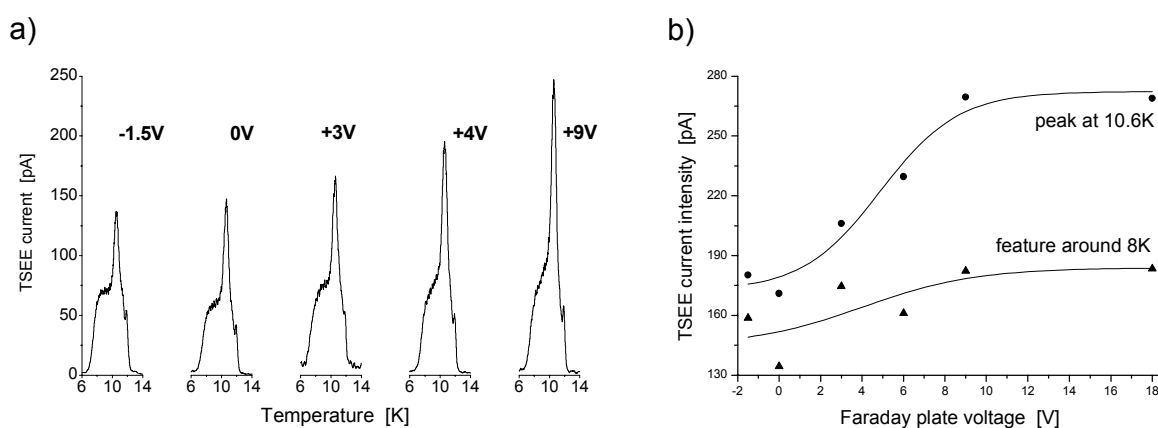 a)
TSEE current [pA]
250
200
150
100
50
0
-1.5V
0V
+3V
+4V
+9V
6 10 14
6 10 14
6 10 14
6 10 14
6 10 14
Temperature [K]
b)
TSEE current intensity [pA]
280
250
220
190
160
130
peak at 10.6K
feature around 8K
-2 0 2 4 6 8 10 12 14 16 18
Faraday plate voltage [V]